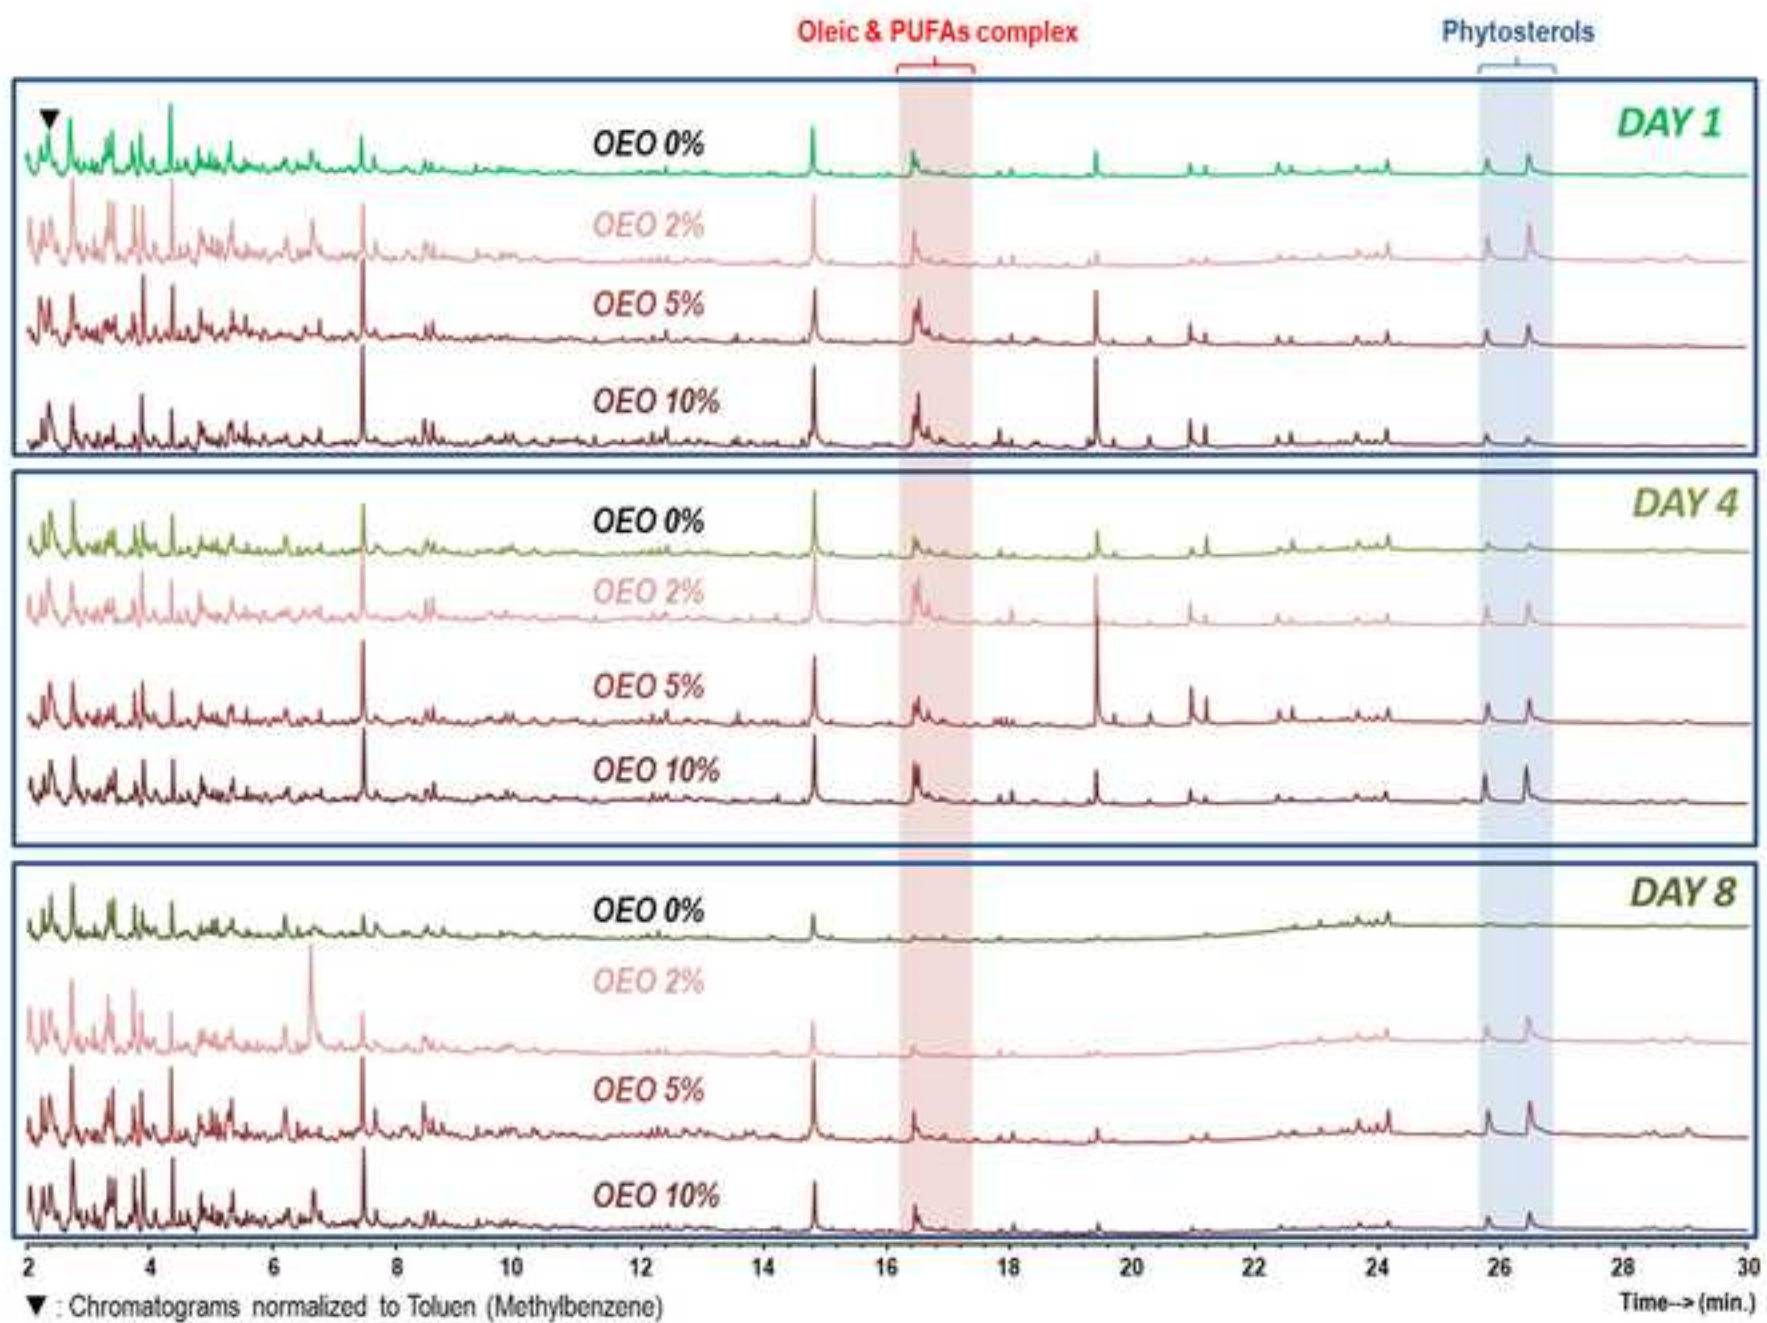 Oleic & PUFAs complex
Phytosterols
DAY 1
OEO 0%
OEO 2%
OEO 5%
OEO 10%
DAY 4
OEO 0%
OEO 2%
OEO 5%
OEO 10%
DAY 8
OEO 0%
OEO 2%
OEO 5%
OEO 10%
2 4 6 8 10 12 14 16 18 20 22 24 26 28 30
▼ : Chromatograms normalized to Toluen (Methylbenzene)
Time--> (min.)